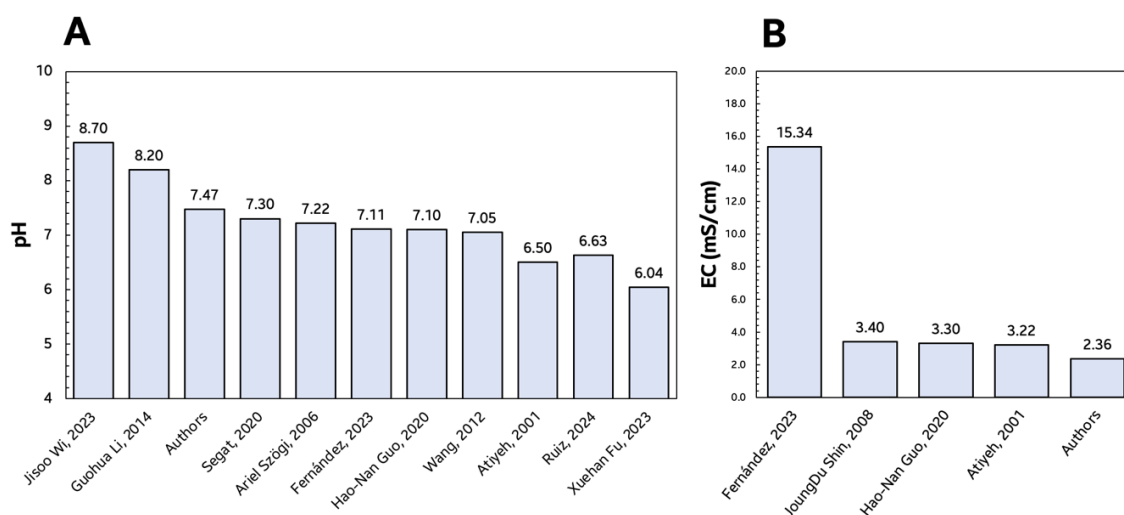 A
pH
10
9
8
7
6
5
4
8.70
8.20
7.47
7.30
7.22
7.11
7.10
7.05
6.50
6.63
6.04
Jisoo Wi, 2023
Guohua Li, 2014
Authors
Segat, 2020
Ariel Szögi, 2006
Fernández, 2023
Hao-Nan Guo, 2020
Wang, 2012
Atiyeh, 2001
Ruiz, 2024
Xuehan Fu, 2023
B
EC (mS/cm)
20.0
18.0
16.0
14.0
12.0
10.0
8.0
6.0
4.0
2.0
0.0
15.34
3.40
3.30
3.22
2.36
Fernández, 2023
JoungDu Shin, 2008
Hao-Nan Guo, 2020
Atiyeh, 2001
Authors